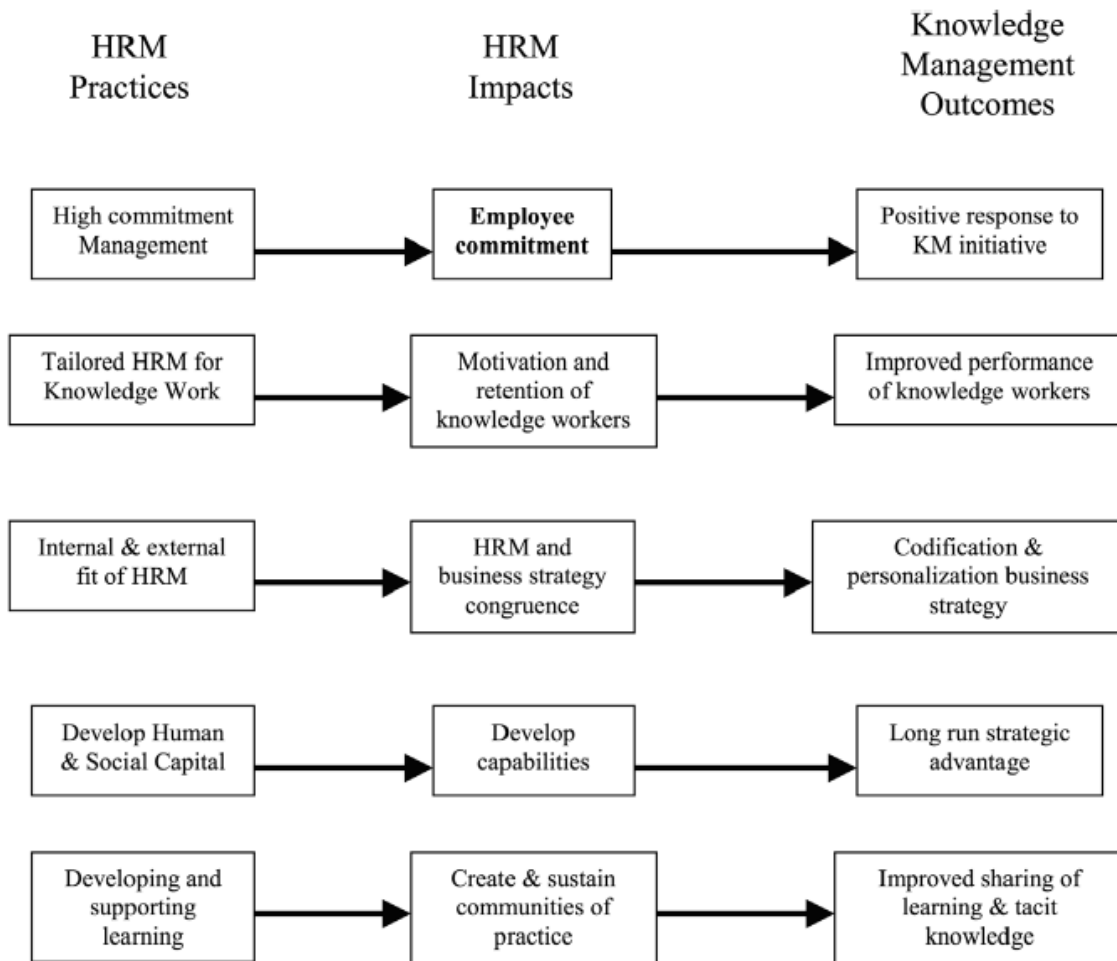 HRM
Practices
HRM
Impacts
Knowledge
Management
Outcomes
High commitment
Management
Employee
commitment
Positive response to
KM initiative
Tailored HRM for
Knowledge Work
Motivation and
retention of
knowledge workers
Improved performance
of knowledge workers
Internal & external
fit of HRM
HRM and
business strategy
congruence
Codification &
personalization business
strategy
Develop Human
& Social Capital
Develop
capabilities
Long run strategic
advantage
Developing and
supporting
learning
Create & sustain
communities of
practice
Improved sharing of
learning & tacit
knowledge